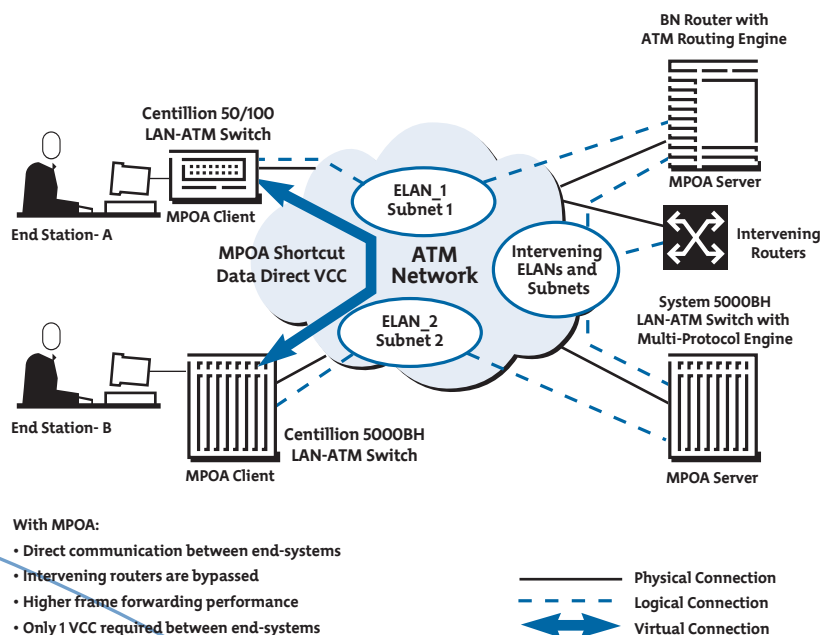 BN Router with
ATM Routing Engine
Centillion 50/100
LAN-ATM Switch
ELAN_1
Subnet 1
MPOA Server
MPOA Client
End Station- A
MPOA Shortcut
Data Direct VCC
ATM
Network
Intervening
ELANs and
Subnets
Intervening
Routers
System 5000BH
LAN-ATM Switch with
Multi-Protocol Engine
ELAN_2
Subnet 2
End Station- B
Centillion 5000BH
LAN-ATM Switch
MPOA Client
MPOA Server
With MPOA:
• Direct communication between end-systems
• Intervening routers are bypassed
• Higher frame forwarding performance
• Only 1 VCC required between end-systems
Physical Connection
Logical Connection
Virtual Connection